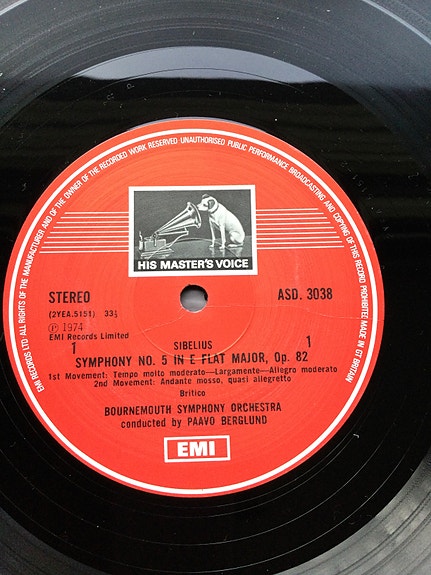 EMI RECORDS LTD ALL RIGHTS OF THE MANUFACTURER AND OF THE OWNER OF THE RECORDED WORK RESERVED UNAUTHORISED PUBLIC PERFORMANCE BROADCASTING AND COPYING OF THIS RECORD PROHIBITED MADE IN GT BRITAIN
HIS MASTER'S VOICE
STEREO ASD. 3038
(2YEA.5151) 33⅓
Ⓟ 1974
EMI Records Limited
1 SIBELIUS 1
SYMPHONY NO. 5 IN E FLAT MAJOR, Op. 82
1st Movement: Tempo molto moderato—Largamente—Allegro moderato
2nd Movement: Andante mosso, quasi allegretto
Britico
BOURNEMOUTH SYMPHONY ORCHESTRA
conducted by PAAVO BERGLUND
EMI